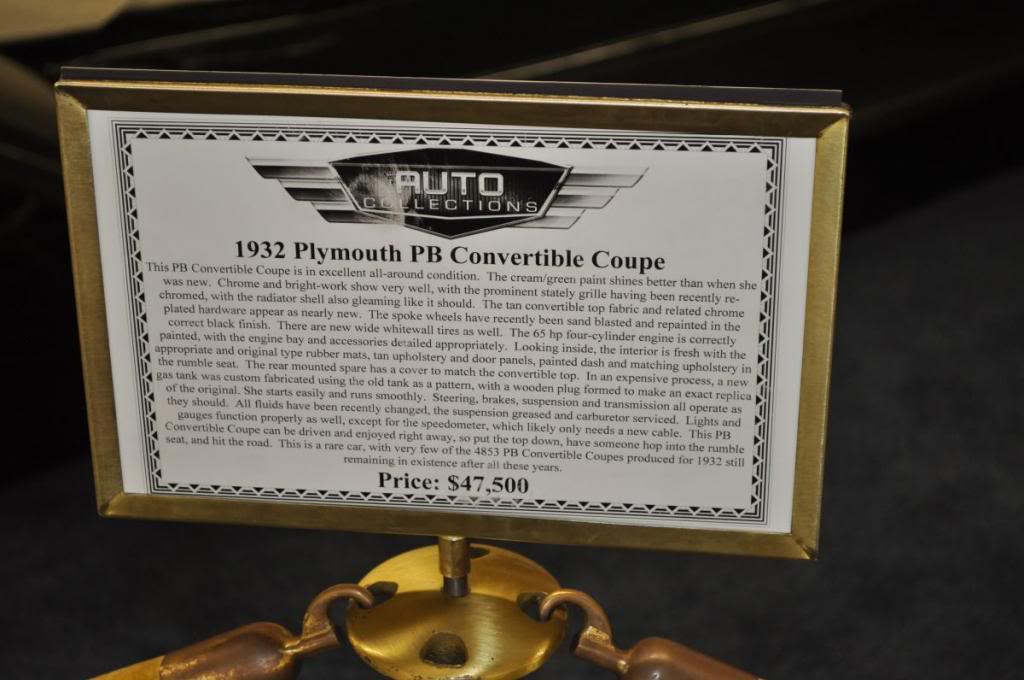 AUTO
COLLECTIONS
1932 Plymouth PB Convertible Coupe
This PB Convertible Coupe is in excellent all-around condition. The cream/green paint shines better than when she
was new. Chrome and bright-work show very well, with the prominent stately grille having been recently re-
chromed, with the radiator shell also gleaming like it should. The tan convertible top fabric and related chrome
plated hardware appear as nearly new. The spoke wheels have recently been sand blasted and repainted in the
correct black finish. There are new wide whitewall tires as well. The 65 hp four-cylinder engine is correctly
painted, with the engine bay and accessories detailed appropriately. Looking inside, the interior is fresh with the
appropriate and original type rubber mats, tan upholstery and door panels, painted dash and matching upholstery in
the rumble seat. The rear mounted spare has a cover to match the convertible top. In an expensive process, a new
gas tank was custom fabricated using the old tank as a pattern, with a wooden plug formed to make an exact replica
of the original. She starts easily and runs smoothly. Steering, brakes, suspension and transmission all operate as
they should. All fluids have been recently changed, the suspension greased and carburetor serviced. Lights and
gauges function properly as well, except for the speedometer, which likely only needs a new cable. This PB
Convertible Coupe can be driven and enjoyed right away, so put the top down, have someone hop into the rumble
seat, and hit the road. This is a rare car, with very few of the 4853 PB Convertible Coupes produced for 1932 still
remaining in existence after all these years.
Price: $47,500